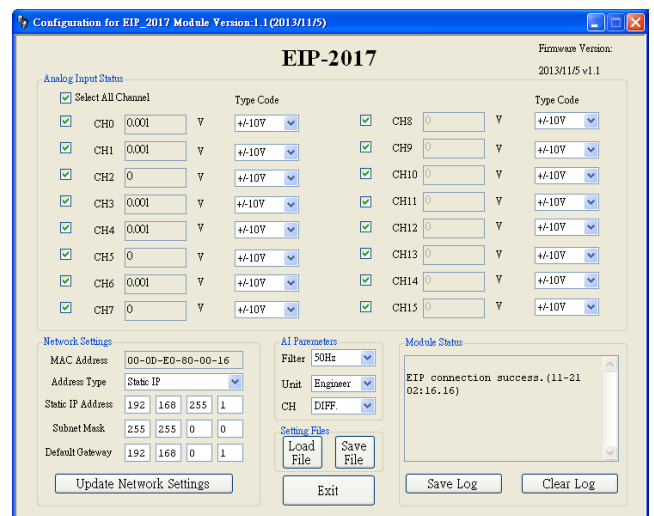 Configuration for EIP_2017 Module Version:1.1(2013/11/5)
EIP-2017
Firmware Version:
2013/11/5 v1.1
Analog Input Status
Select All Channel
Type Code
Type Code
CH0 0.001 V +/-10V
CH8 0 V +/-10V
CH1 0.001 V +/-10V
CH9 0 V +/-10V
CH2 0 V +/-10V
CH10 0 V +/-10V
CH3 0.001 V +/-10V
CH11 0 V +/-10V
CH4 0.001 V +/-10V
CH12 0 V +/-10V
CH5 0 V +/-10V
CH13 0 V +/-10V
CH6 0.001 V +/-10V
CH14 0 V +/-10V
CH7 0 V +/-10V
CH15 0 V +/-10V
Network Settings
MAC Address 00-0D-E0-80-00-16
Address Type Static IP
Static IP Address 192 168 255 1
Subnet Mask 255 255 0 0
Default Gateway 192 168 0 1
Update Network Settings
AI Paremeters
Filter 50Hz
Unit Engineer
CH DIFF.
Setting Files
Load File
Save File
Exit
Module Status
EIP connection success.(11-21
02:16.16)
Save Log
Clear Log